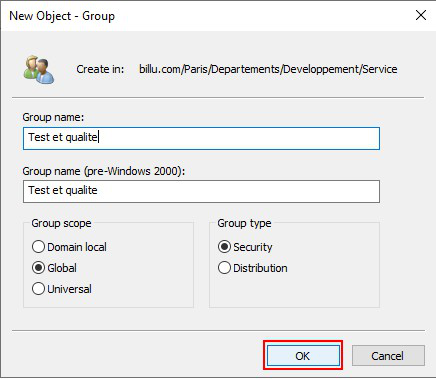 New Object - Group
Create in: billu.com/Paris/Departements/Developpement/Service
Group name:
Test et qualite
Group name (pre-Windows 2000):
Test et qualite
Group scope
Domain local
Global
Universal
Group type
Security
Distribution
OK
Cancel